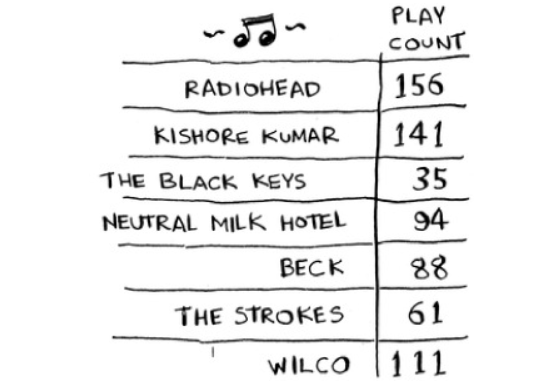 PLAY
COUNT
RADIOHEAD 156
KISHORE KUMAR 141
THE BLACK KEYS 35
NEUTRAL MILK HOTEL 94
BECK 88
THE STROKES 61
WILCO 111